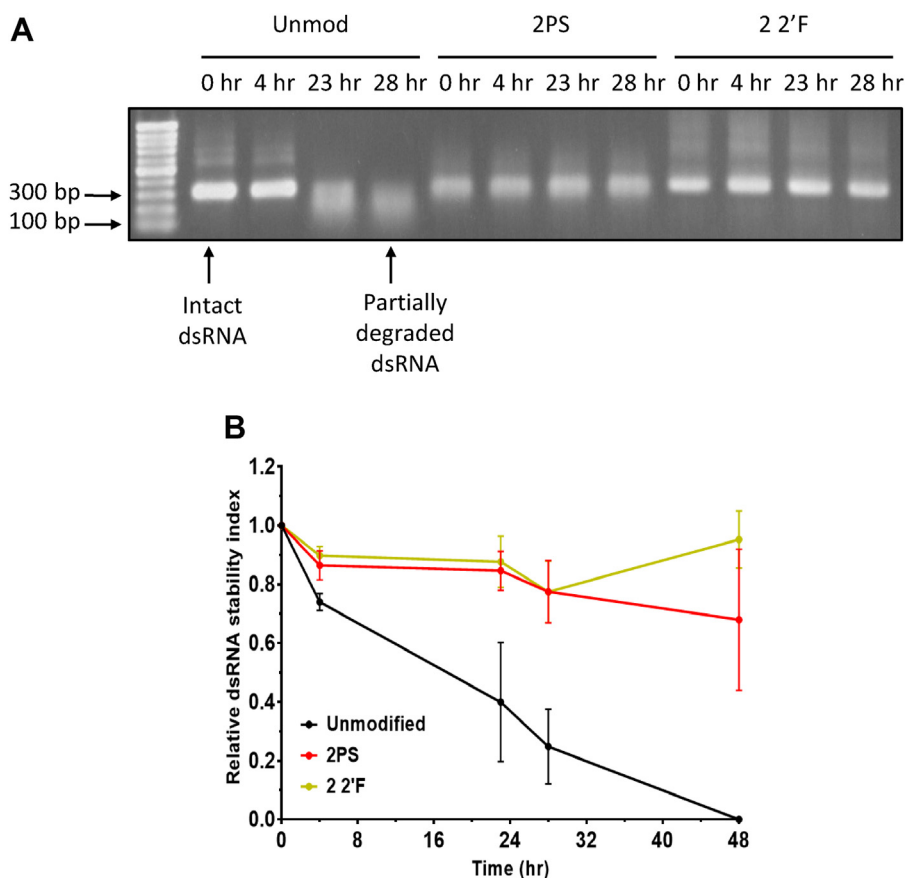 A
Unmod 2PS 2 2'F
0 hr 4 hr 23 hr 28 hr 0 hr 4 hr 23 hr 28 hr 0 hr 4 hr 23 hr 28 hr
300 bp
100 bp
Intact
dsRNA
Partially
degraded
dsRNA
B
Relative dsRNA stability index
1.2
1.0
0.8
0.6
0.4
0.2
0.0
Unmodified
2PS
2 2'F
0 8 16 24 32 40 48
Time (hr)